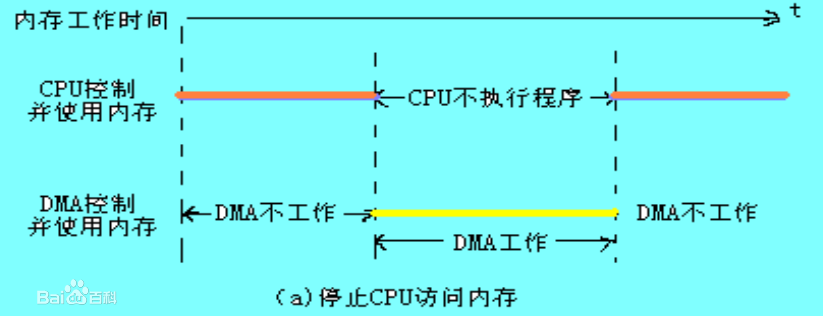 内存工作时间
t
CPU控制
并使用内存
CPU不执行程序
DMA控制
并使用内存
DMA不工作
DMA不工作
DMA工作
(a)停止CPU访问内存
Bai百科